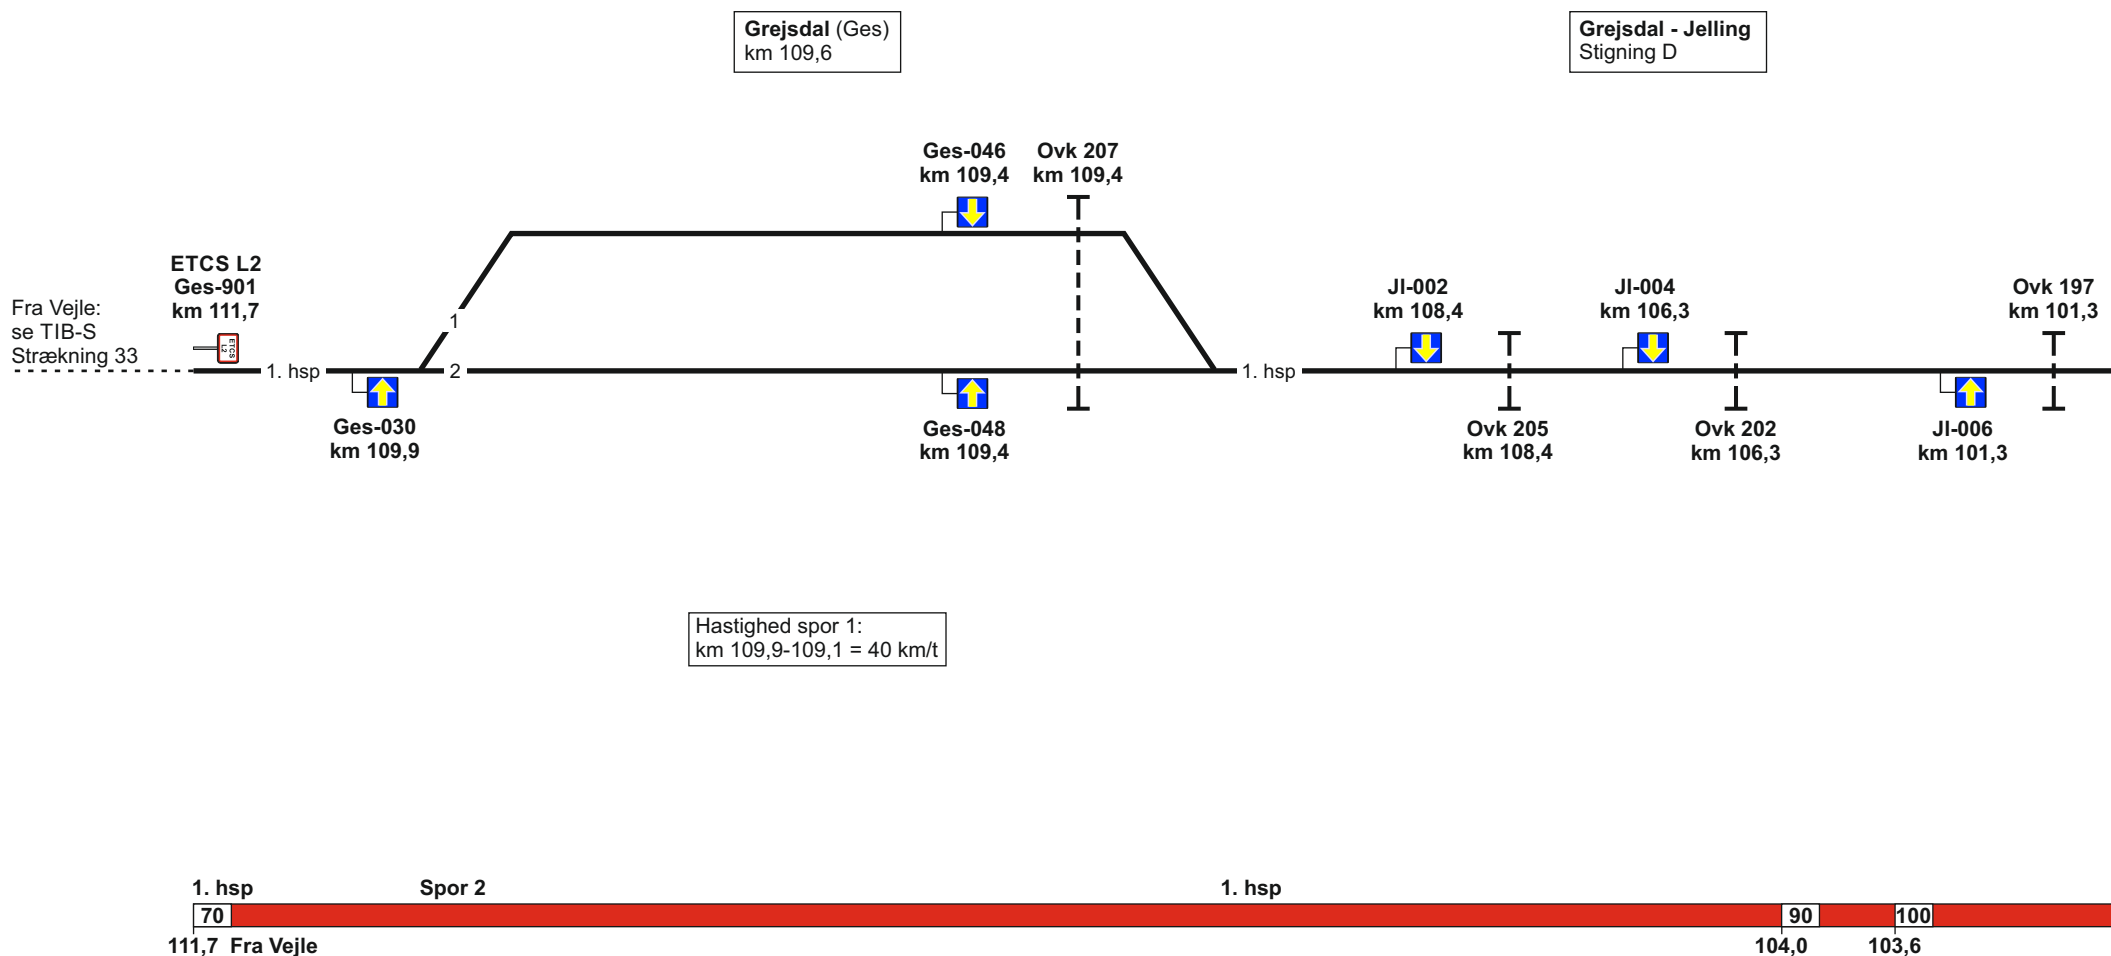 Grejsdal (Ges)
km 109,6
Grejsdal - Jelling
Stigning D
Ges-046
km 109,4
Ovk 207
km 109,4
ETCS L2
Ges-901
km 111,7
Fra Vejle:
se TIB-S
Strækning 33
ETCS
L2
1. hsp
1
2
1. hsp
Jl-002
km 108,4
Jl-004
km 106,3
Ovk 197
km 101,3
Ges-030
km 109,9
Ges-048
km 109,4
Ovk 205
km 108,4
Ovk 202
km 106,3
Jl-006
km 101,3
Hastighed spor 1:
km 109,9-109,1 = 40 km/t
1. hsp
Spor 2
1. hsp
70
90
100
111,7 Fra Vejle
104,0
103,6